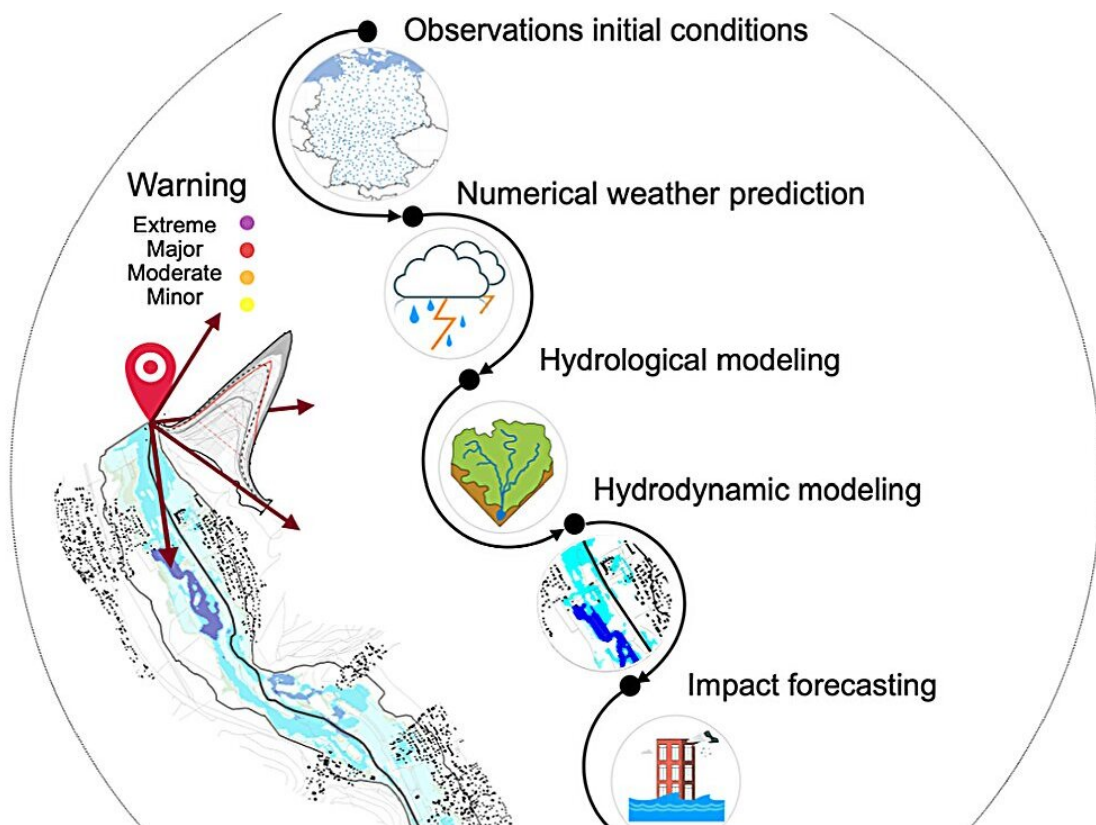 Observations initial conditions
Numerical weather prediction
Warning
Extreme
Major
Moderate
Minor
Hydrological modeling
Hydrodynamic modeling
Impact forecasting